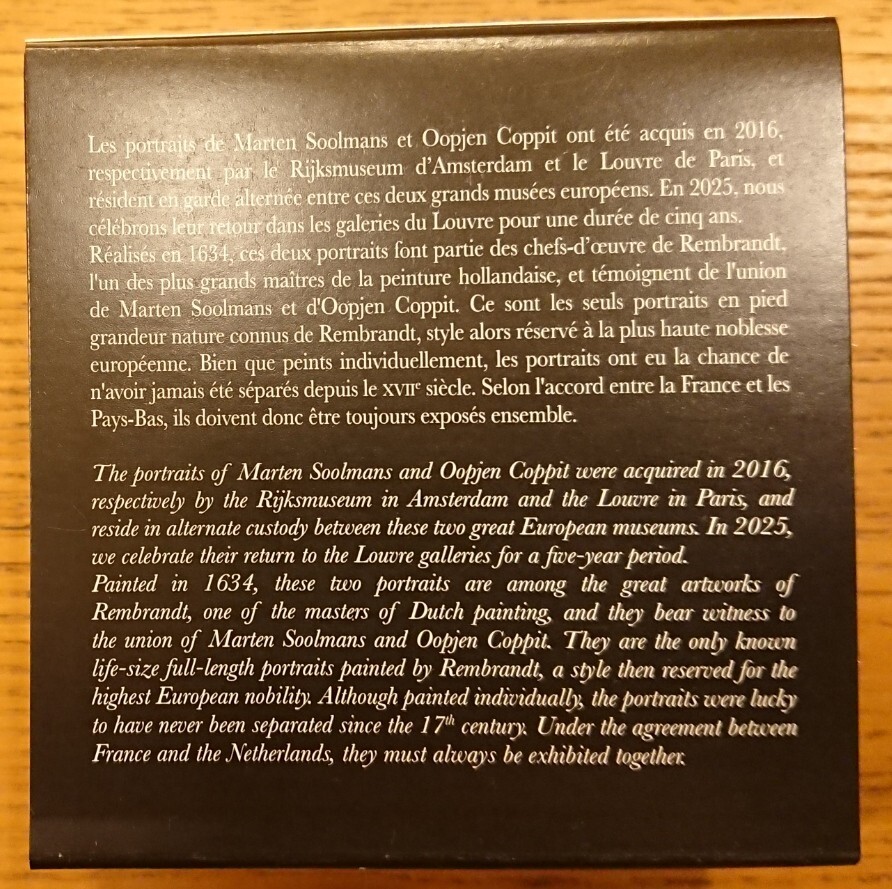 Les portraits de Marten Soolmans et Oopjen Coppit ont été acquis en 2016,
respectivement par le Rijksmuseum d'Amsterdam et le Louvre de Paris, et
résident en garde alternée entre ces deux grands musées européens. En 2025, nous
célébrons leur retour dans les galeries du Louvre pour une durée de cinq ans.
Réalisés en 1634, ces deux portraits font partie des chefs-d'œuvre de Rembrandt,
l'un des plus grands maîtres de la peinture hollandaise, et témoignent de l'union
de Marten Soolmans et d'Oopjen Coppit. Ce sont les seuls portraits en pied
grandeur nature connus de Rembrandt, style alors réservé à la plus haute noblesse
européenne. Bien que peints individuellement, les portraits ont eu la chance de
n'avoir jamais été séparés depuis le XVIIe siècle. Selon l'accord entre la France et les
Pays-Bas, ils doivent donc être toujours exposés ensemble.
The portraits of Marten Soolmans and Oopjen Coppit were acquired in 2016,
respectively by the Rijksmuseum in Amsterdam and the Louvre in Paris, and
reside in alternate custody between these two great European museums. In 2025,
we celebrate their return to the Louvre galleries for a five-year period.
Painted in 1634, these two portraits are among the great artworks of
Rembrandt, one of the masters of Dutch painting, and they bear witness to
the union of Marten Soolmans and Oopjen Coppit. They are the only known
life-size full-length portraits painted by Rembrandt, a style then reserved for the
highest European nobility. Although painted individually, the portraits were lucky
to have never been separated since the 17th century. Under the agreement between
France and the Netherlands, they must always be exhibited together.